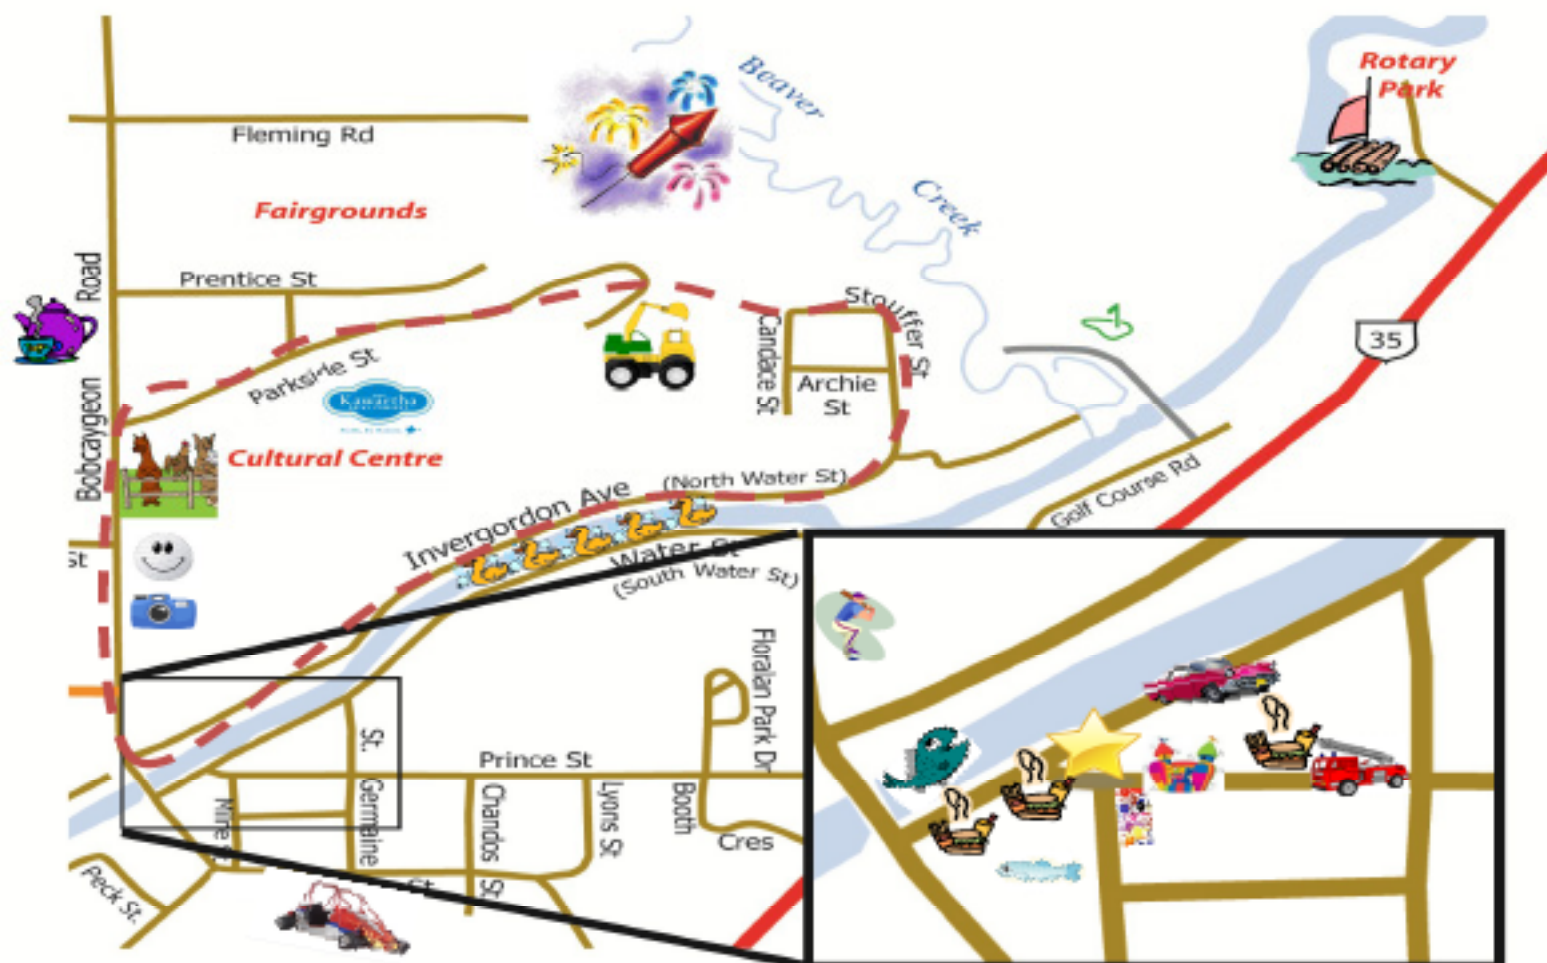 Beaver
Creek
Rotary
Park
Fleming Rd
Fairgrounds
Prentice St
Bobcaygeon Road
Parkside St
Kawartha
Cultural Centre
Stouffer St
Candace St
Archie
St
35
Golf Course Rd
(North Water St)
Invergordon Ave
Water St
(South Water St)
St
Floralan Park Dr
Prince St
St. Germaine
Chandos St
Lyons St
Booth
Cres
Peck St.
St